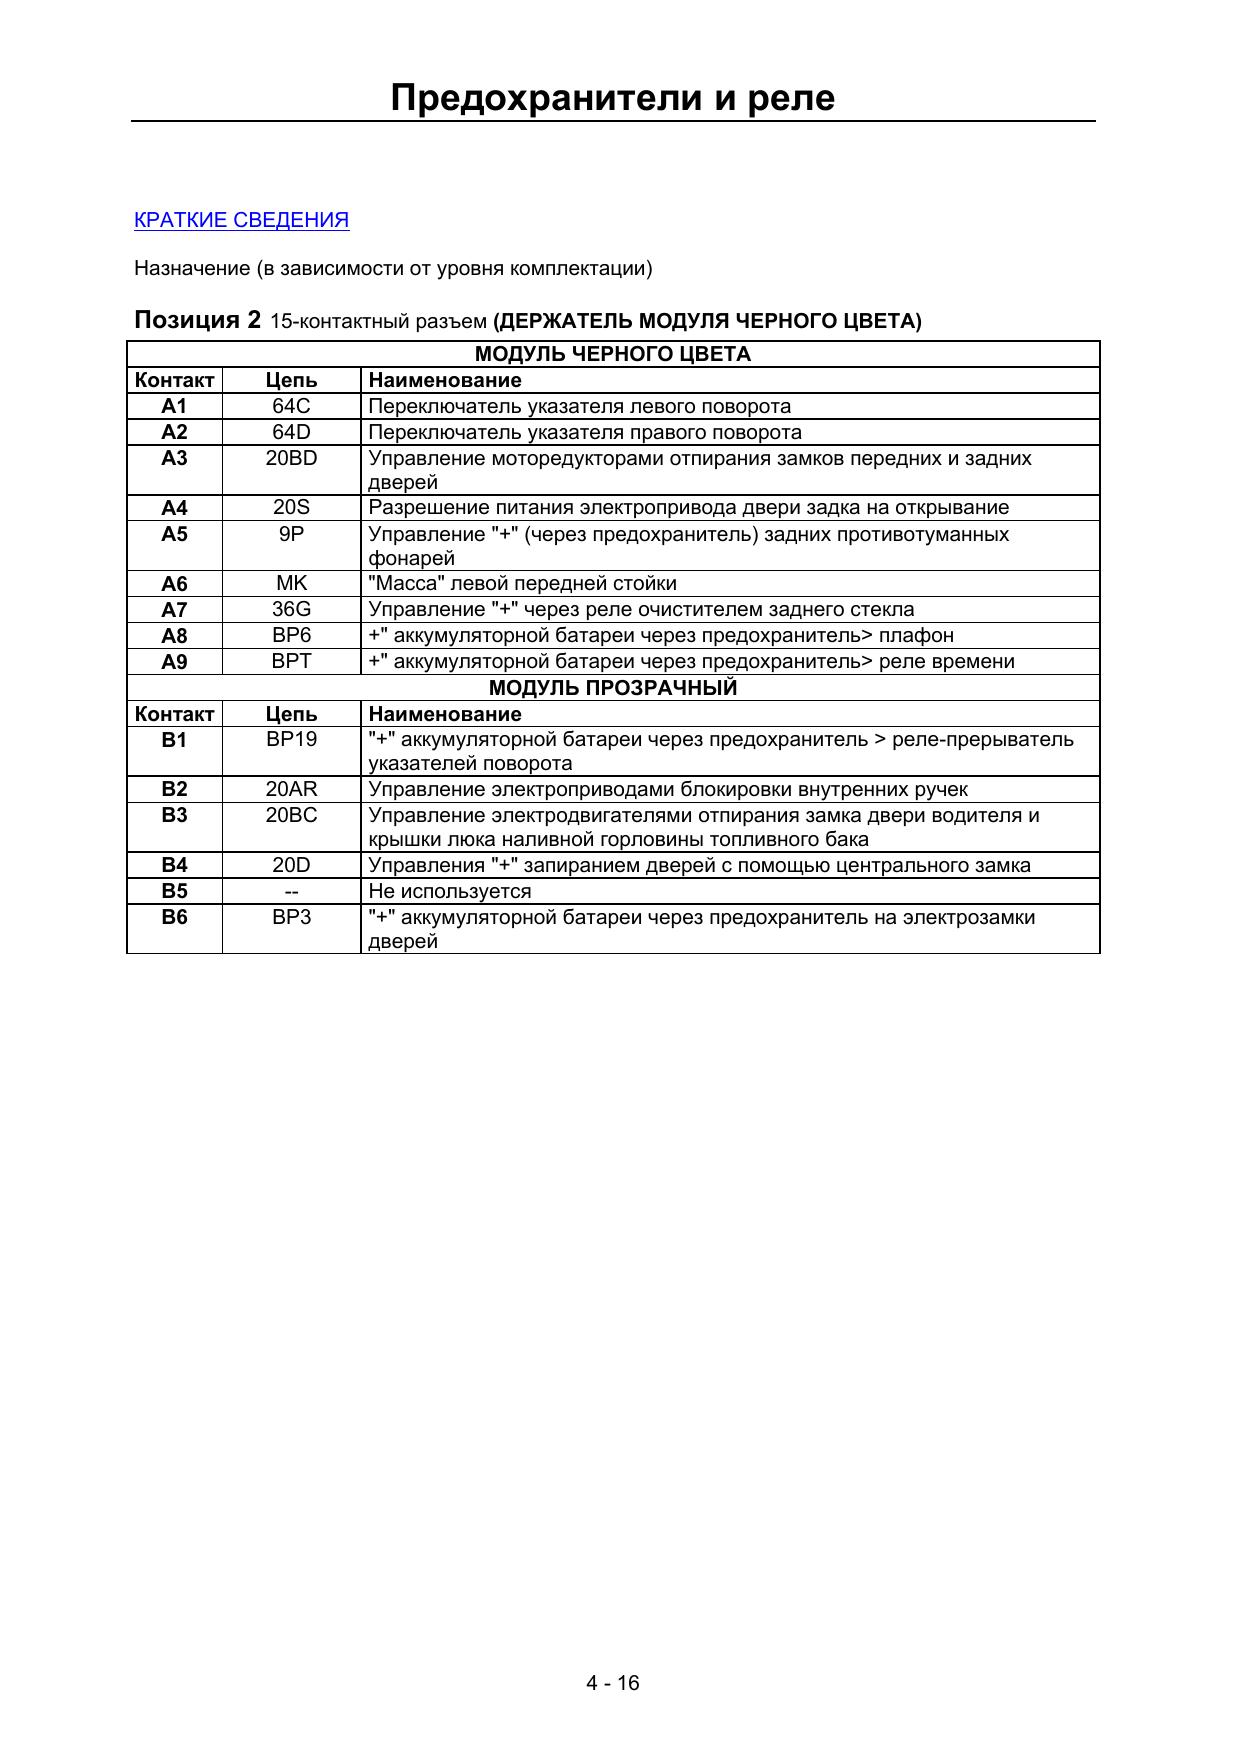 Предохранители и реле
КРАТКИЕ СВЕДЕНИЯ
Назначение (в зависимости от уровня комплектации)
Позиция 2 15-контактный разъем (ДЕРЖАТЕЛЬ МОДУЛЯ ЧЕРНОГО ЦВЕТА)
МОДУЛЬ ЧЕРНОГО ЦВЕТА
Контакт Цепь Наименование
A1 64C Переключатель указателя левого поворота
A2 64D Переключатель указателя правого поворота
A3 20BD Управление моторедукторами отпирания замков передних и задних
дверей
A4 20S Разрешение питания электропривода двери задка на открывание
A5 9P Управление "+" (через предохранитель) задних противотуманных
фонарей
A6 MK "Масса" левой передней стойки
A7 36G Управление "+" через реле очистителем заднего стекла
A8 BP6 +" аккумуляторной батареи через предохранитель> плафон
A9 BPT +" аккумуляторной батареи через предохранитель> реле времени
МОДУЛЬ ПРОЗРАЧНЫЙ
Контакт Цепь Наименование
B1 BP19 "+" аккумуляторной батареи через предохранитель > реле-прерыватель
указателей поворота
B2 20AR Управление электроприводами блокировки внутренних ручек
B3 20BC Управление электродвигателями отпирания замка двери водителя и
крышки люка наливной горловины топливного бака
B4 20D Управления "+" запиранием дверей с помощью центрального замка
B5 -- Не используется
B6 BP3 "+" аккумуляторной батареи через предохранитель на электрозамки
дверей
4 - 16